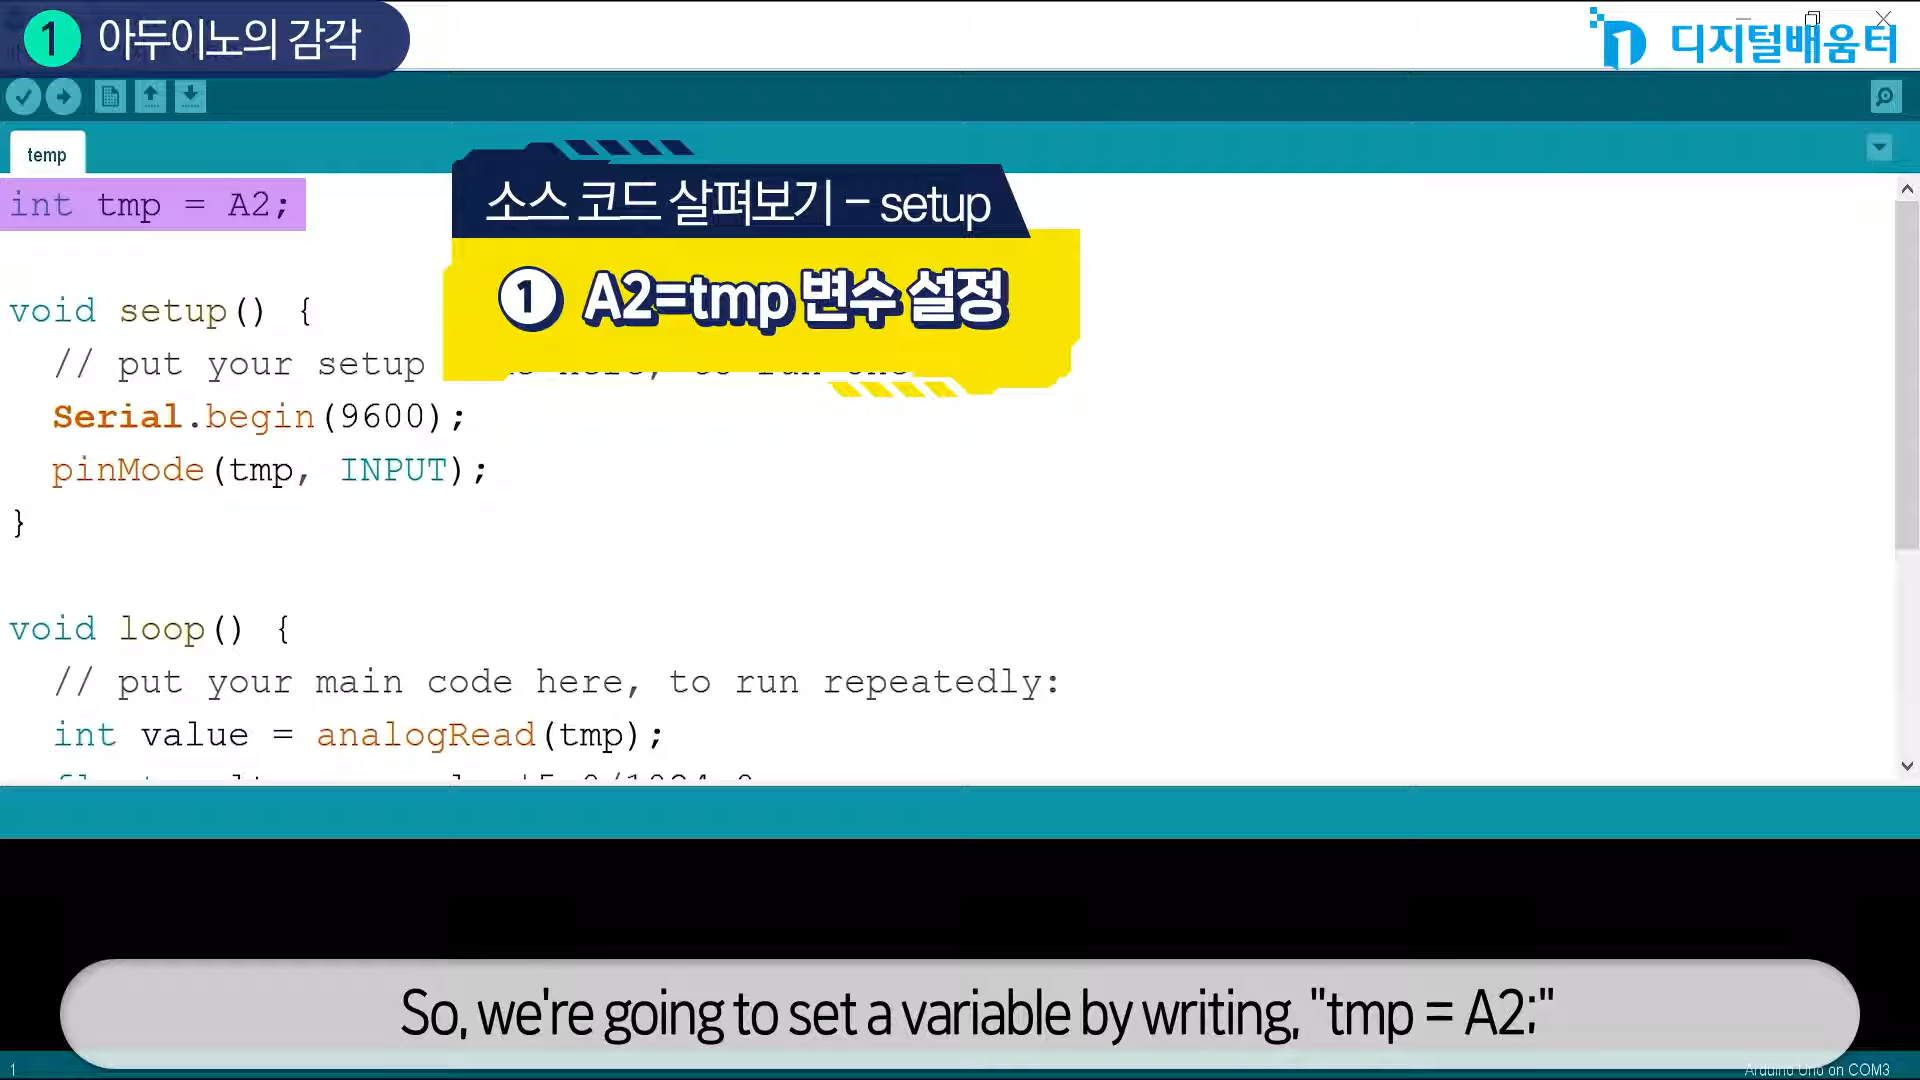 1 아두이노의 감각
디지털배움터
temp
int tmp = A2;
소스 코드 살펴보기 - setup
1 A2=tmp 변수 설정
void setup() {
// put your setup
Serial.begin(9600);
pinMode(tmp, INPUT);
}
void loop() {
// put your main code here, to run repeatedly:
int value = analogRead(tmp);
So, we're going to set a variable by writing, "tmp = A2;"
1
Arduino Uno on COM3